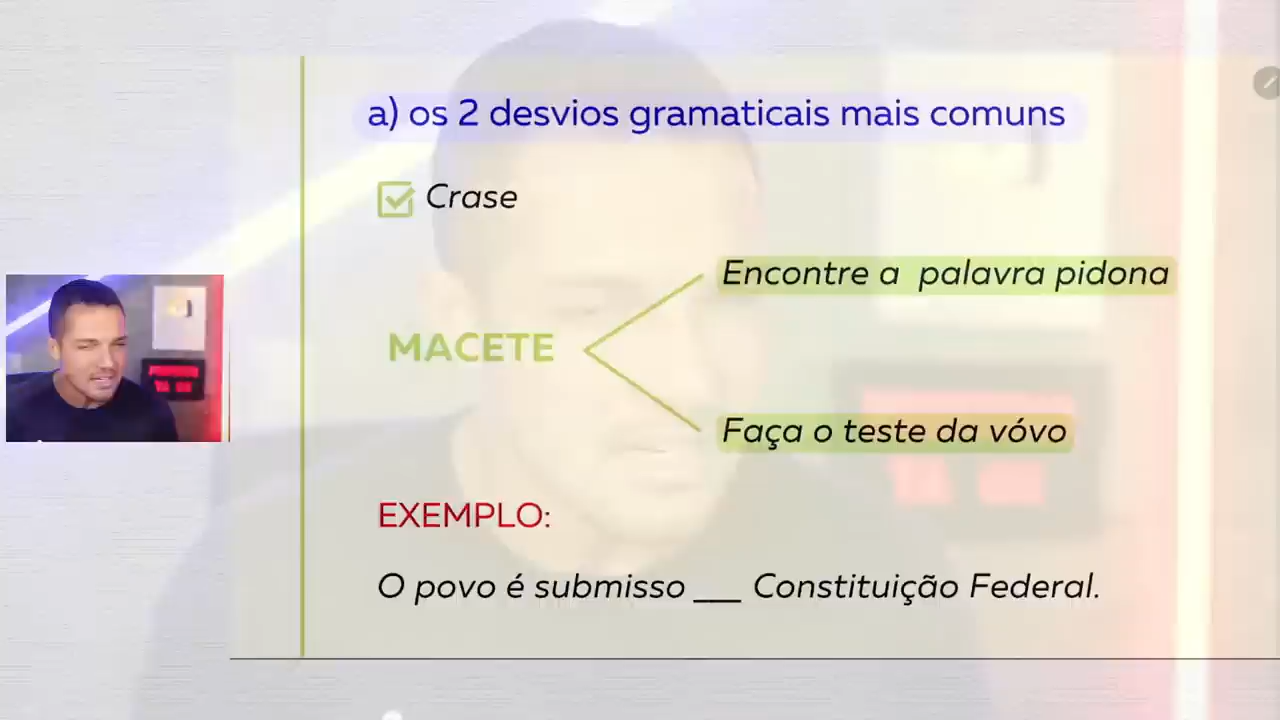 a) os 2 desvios gramaticais mais comuns
Crase
Encontre a palavra pidona
MACETE
Faça o teste da vóvo
EXEMPLO:
O povo é submisso ___ Constituição Federal.